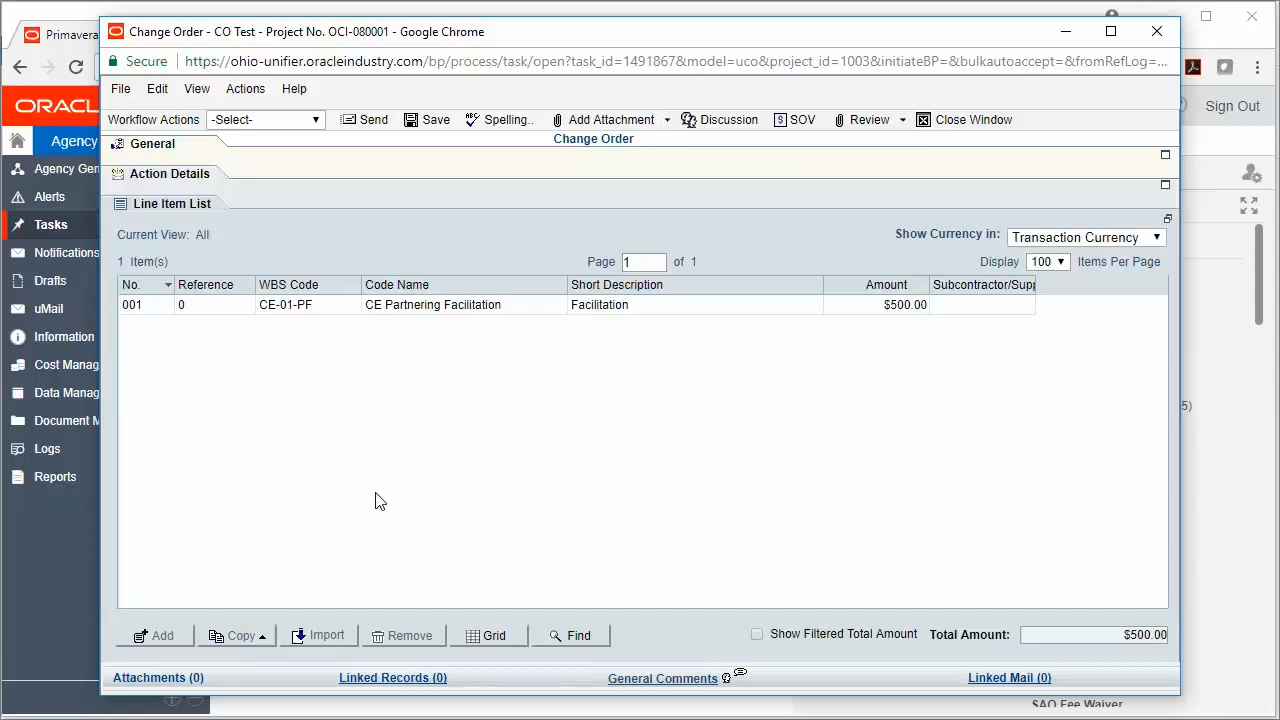 Change Order - CO Test - Project No. OCI-080001 - Google Chrome
Primavera
Secure https://ohio-unifier.oracleindustry.com/bp/process/task/open?task_id=1491867&model=uco&project_id=1003&initiateBP=&bulkautoaccept=&fromRefLog=...
File Edit View Actions Help
ORACL
Sign Out
Workflow Actions -Select- Send Save Spelling.. Add Attachment Discussion SOV Review Close Window
Change Order
General
Agency
Agency Gen
Action Details
Alerts
Line Item List
Tasks
Current View: All
Show Currency in: Transaction Currency
Notifications
1 Item(s)
Page 1 of 1
Display 100 Items Per Page
Drafts
No. Reference WBS Code Code Name Short Description Amount Subcontractor/Supp
001 0 CE-01-PF CE Partnering Facilitation Facilitation $500.00
uMail
Information
Cost Manag
Data Manag
5)
Document M
Logs
Reports
Add Copy Import Remove Grid Find
Show Filtered Total Amount Total Amount: $500.00
Attachments (0) Linked Records (0) General Comments Linked Mail (0)
SAO Fee Waiver